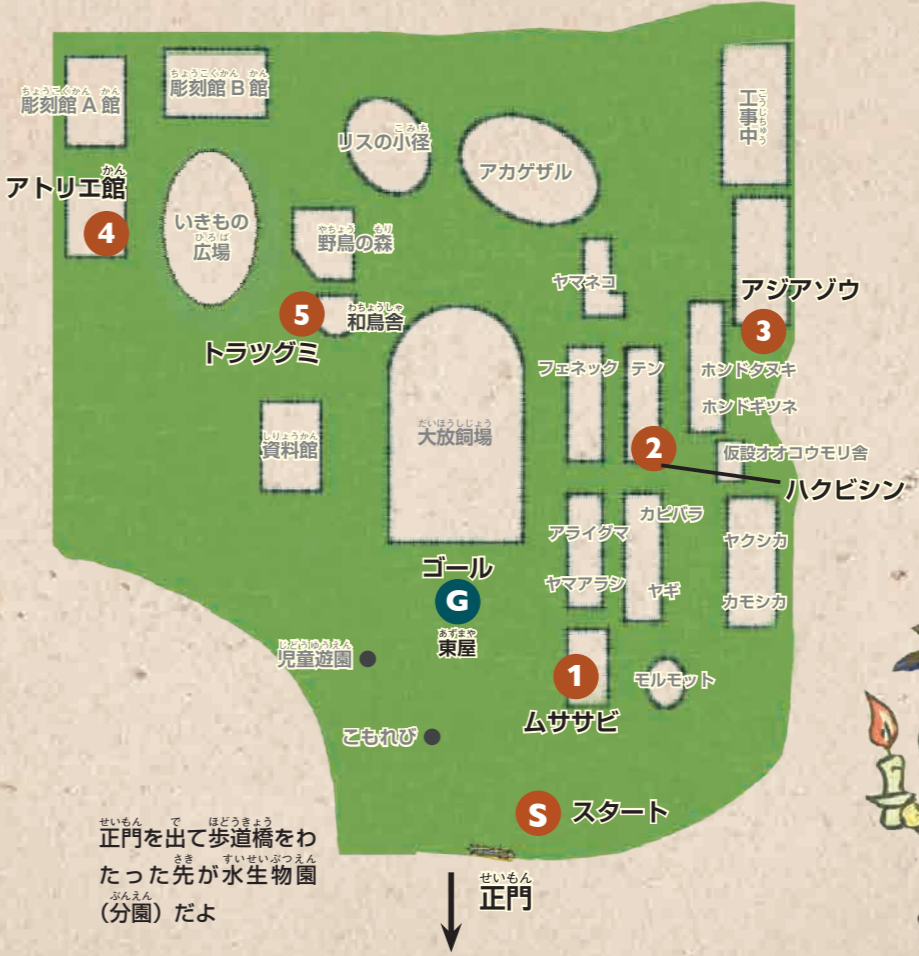 彫刻館A館
彫刻館B館
リスの小径
アカゲザル
工事中
アトリエ館
4
いきもの
広場
野鳥の森
ヤマネコ
アジアゾウ
3
5
和鳥舎
トラツグミ
フェネック
テン
ホンドタヌキ
ホンドギツネ
資料館
大放飼場
2
仮設オオコウモリ舎
ハクビシン
アライグマ
カピバラ
ヤクシカ
ゴール
G
東屋
ヤマアラシ
ヤギ
カモシカ
児童遊園
1
モルモット
ムササビ
こもれび
S
スタート
正門を出て歩道橋をわ
たった先が水生物園
（分園）だよ
正門